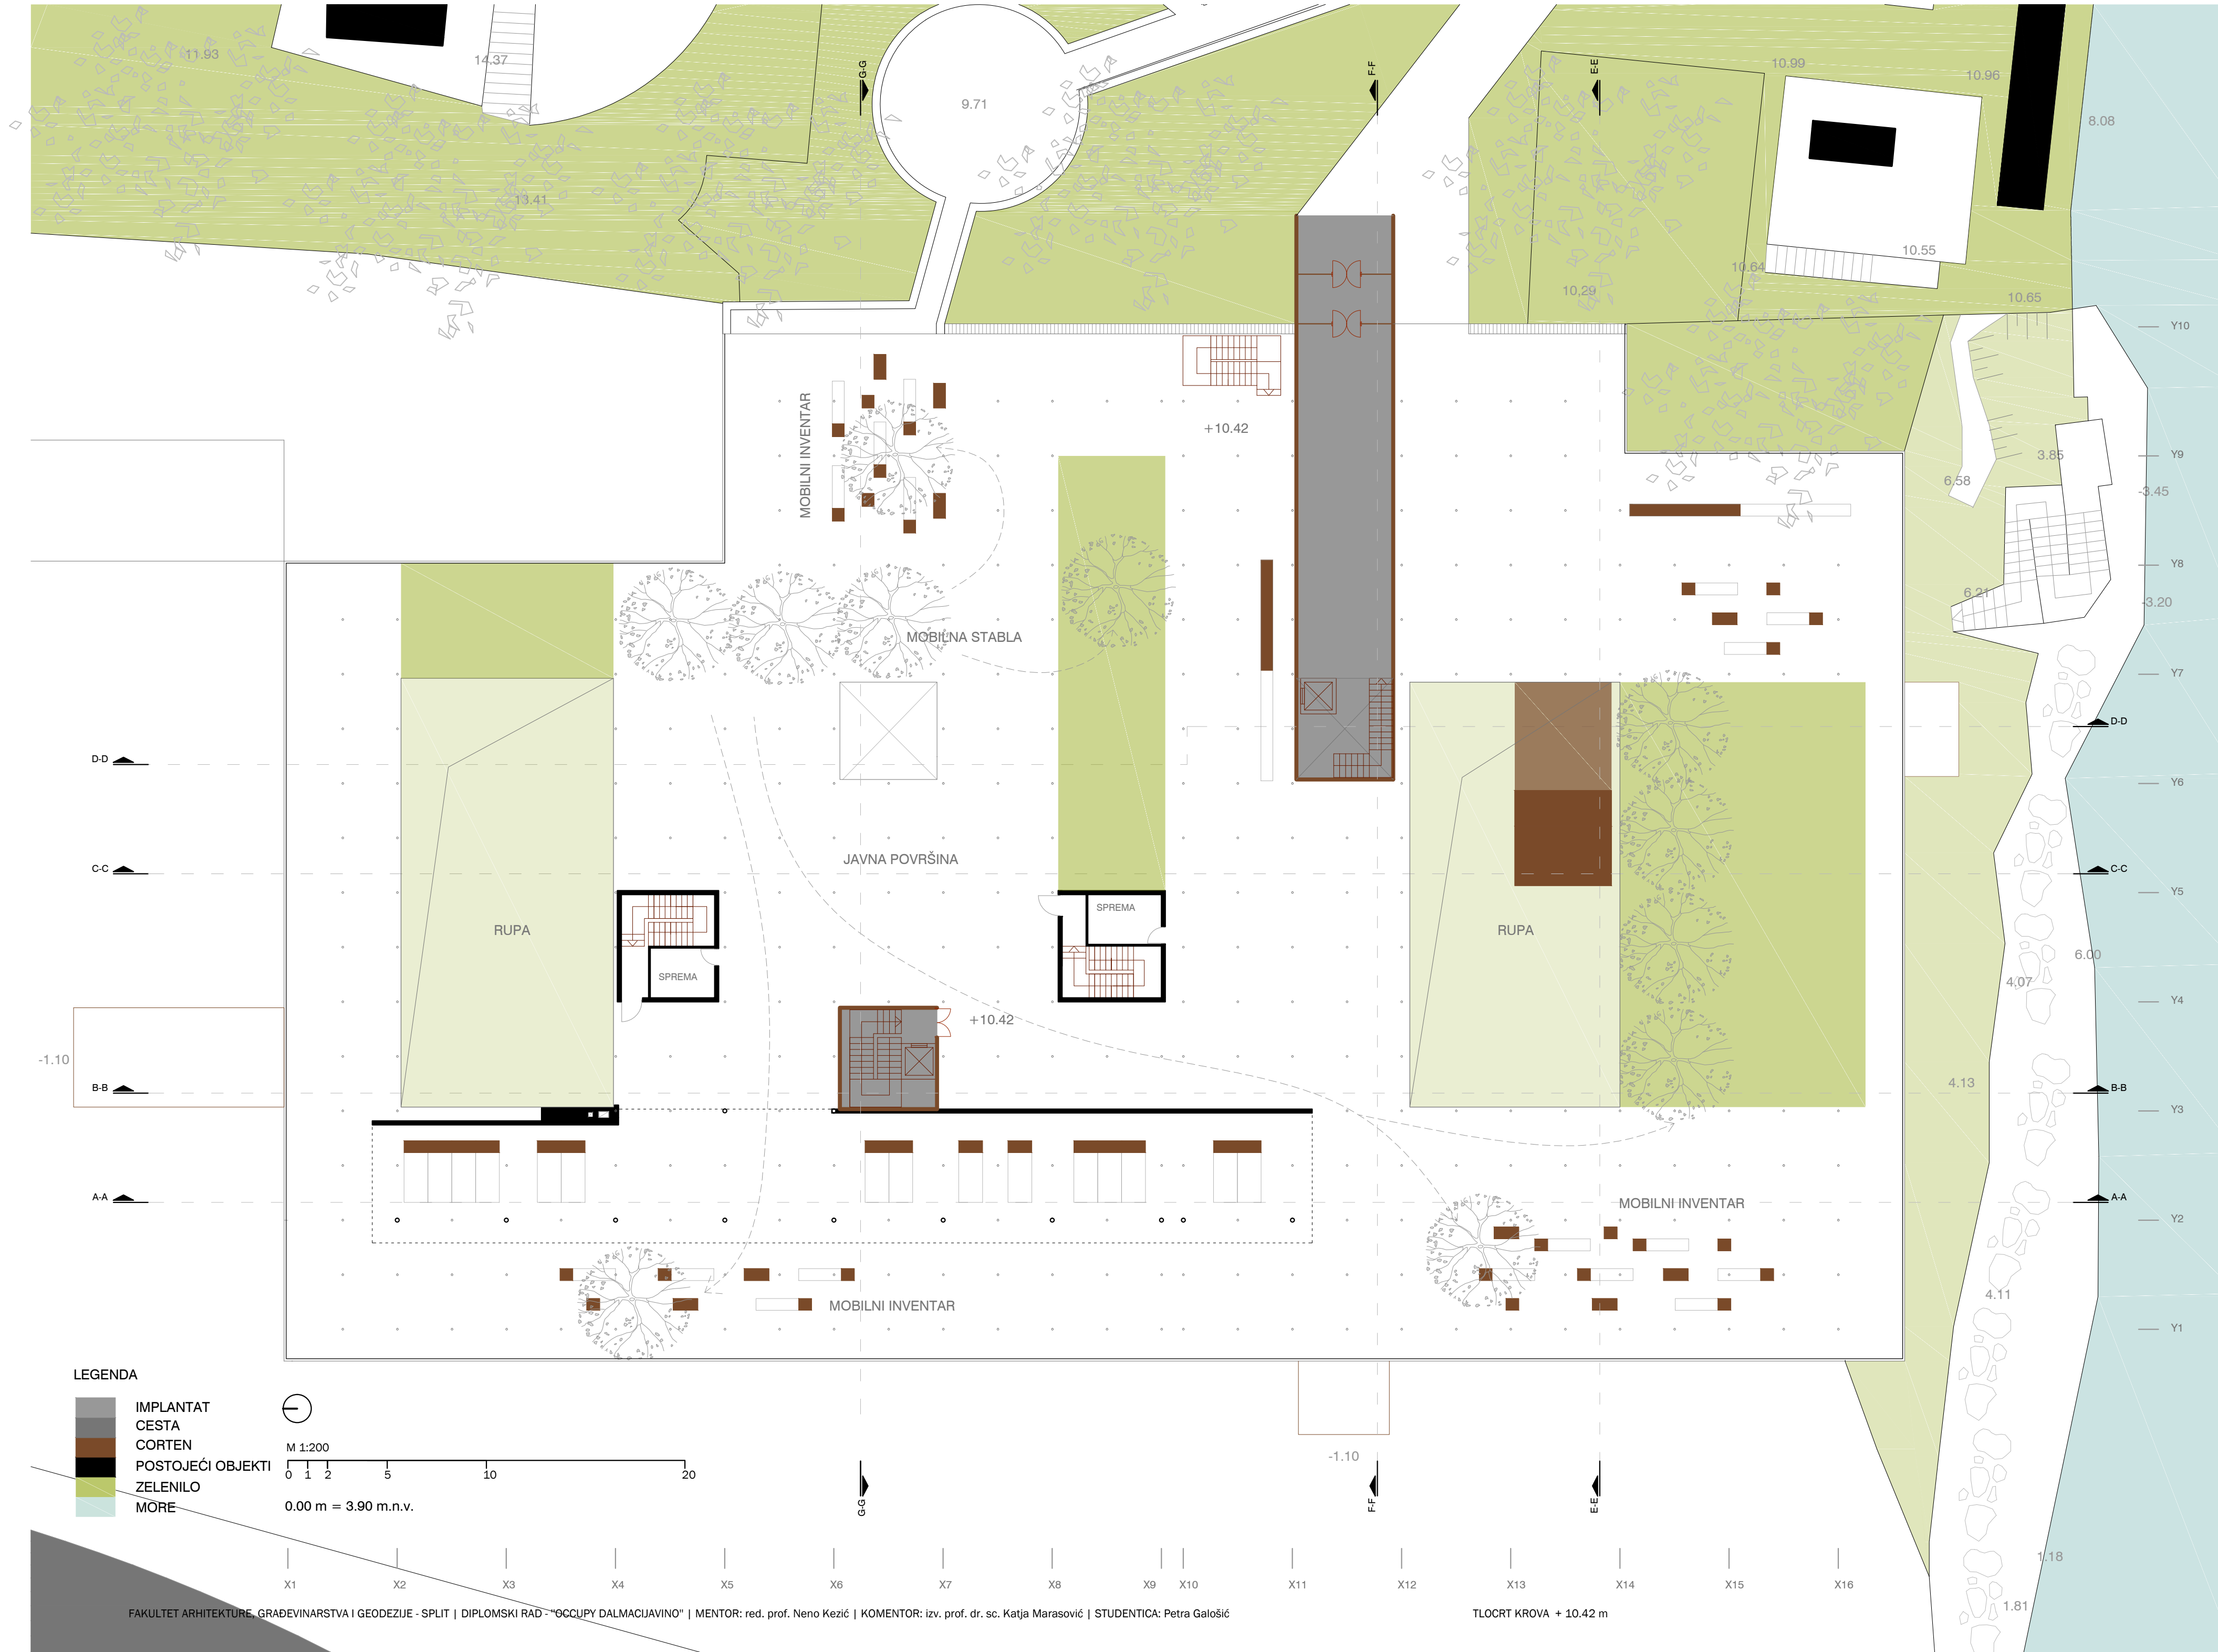 11.93
14.37
G-G
9.71
F-F
E-E
10.99
10.96
8.08
13.41
10.55
10.64
10.29
10.65
Y10
MOBILNI INVENTAR
+10.42
3.85
Y9
6.58
-3.45
Y8
6.21
-3.20
MOBILNA STABLA
Y7
D-D
D-D
Y6
JAVNA POVRŠINA
C-C
C-C
Y5
SPREMA
RUPA
RUPA
6.00
SPREMA
4.07
Y4
+10.42
-1.10
4.13
B-B
B-B
Y3
A-A
A-A
MOBILNI INVENTAR
Y2
4.11
MOBILNI INVENTAR
Y1
LEGENDA
IMPLANTAT
CESTA
CORTEN
POSTOJEĆI OBJEKTI
ZELENILO
MORE
M 1:200
0 1 2 5 10 20
0.00 m = 3.90 m.n.v.
-1.10
G-G
F-F
E-E
1.18
X1 X2 X3 X4 X5 X6 X7 X8 X9 X10 X11 X12 X13 X14 X15 X16
1.81
FAKULTET ARHITEKTURE, GRAĐEVINARSTVA I GEODEZIJE - SPLIT | DIPLOMSKI RAD - "OCCUPY DALMACIJAVINO" | MENTOR: red. prof. Neno Kezić | KOMENTOR: izv. prof. dr. sc. Katja Marasović | STUDENTICA: Petra Galošić
TLOCRT KROVA + 10.42 m